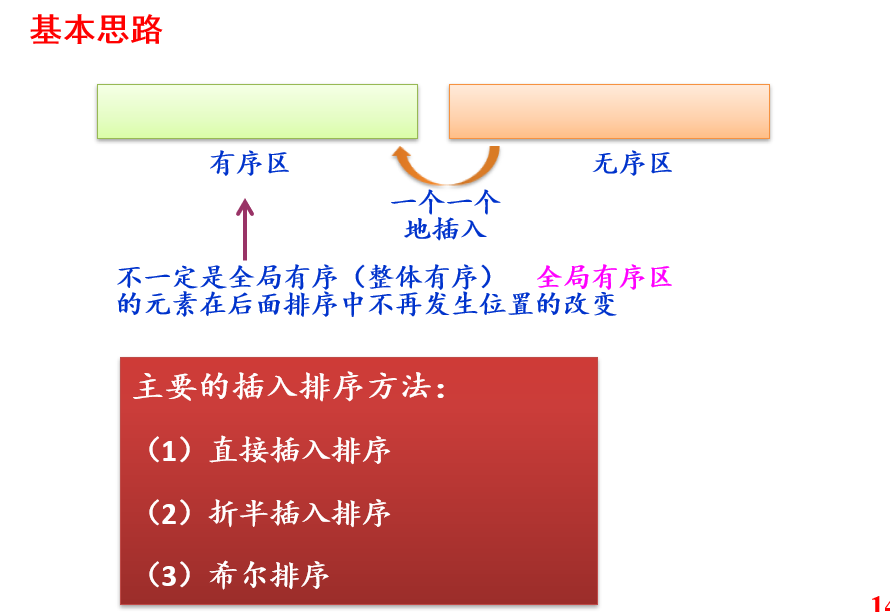 基本思路
有序区
无序区
一个一个
地插入
不一定是全局有序（整体有序） 全局有序区
的元素在后面排序中不再发生位置的改变
主要的插入排序方法：
（1）直接插入排序
（2）折半插入排序
（3）希尔排序